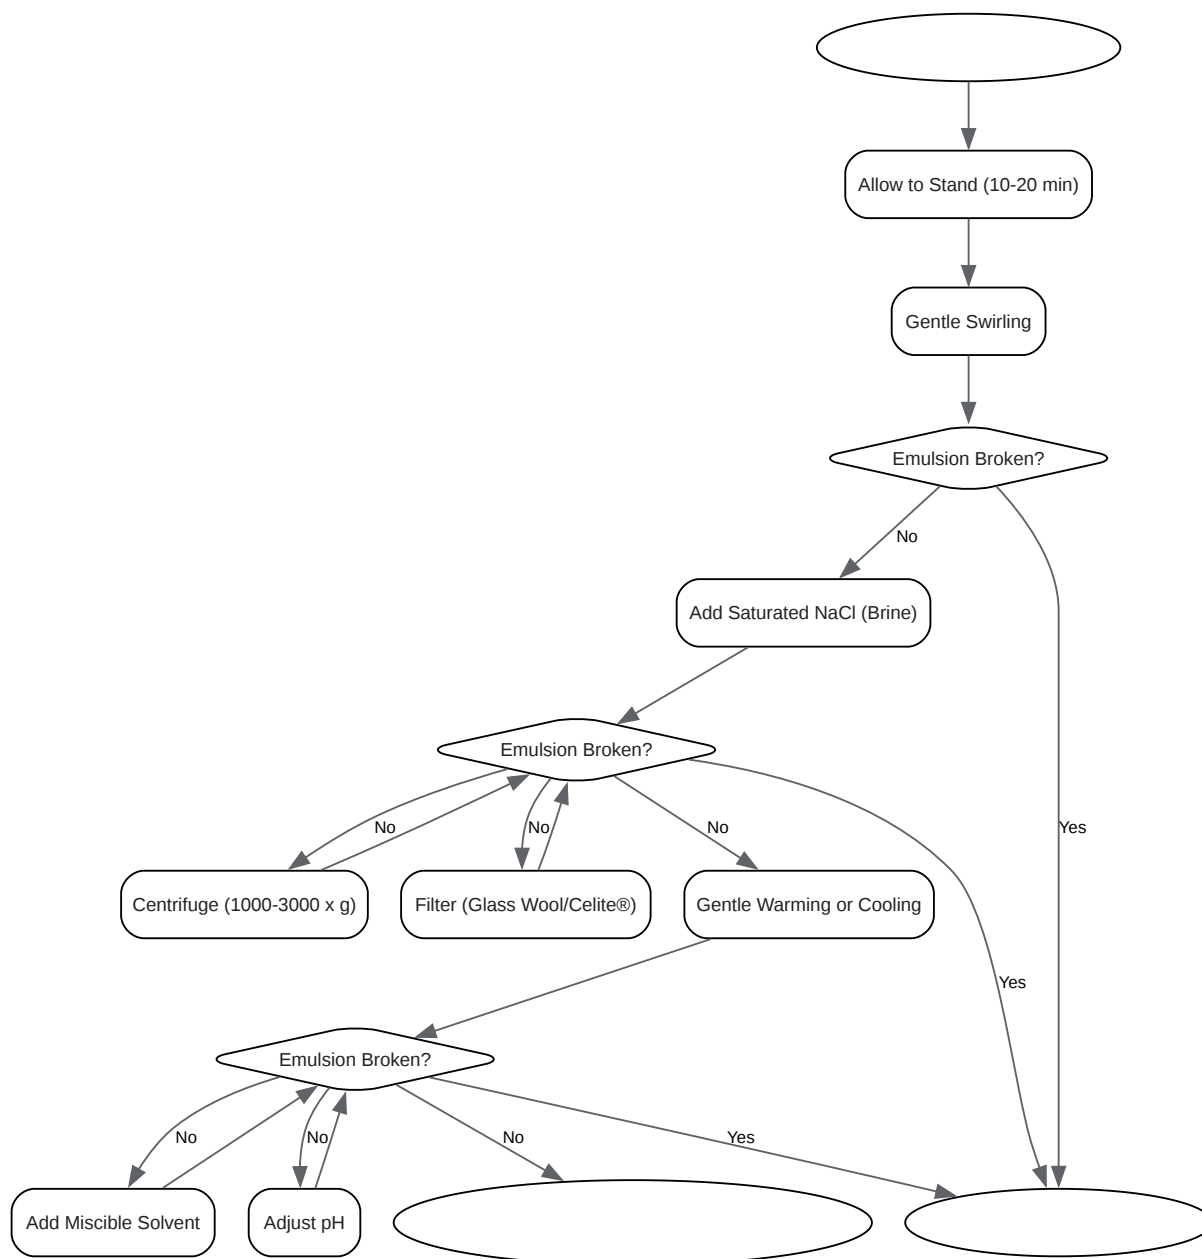 Allow to Stand (10-20 min)
Gentle Swirling
Emulsion Broken?
No
Add Saturated NaCl (Brine)
Emulsion Broken?
No
No
No
Yes
Centrifuge (1000-3000 x g)
Filter (Glass Wool/Celite®)
Gentle Warming or Cooling
Yes
Emulsion Broken?
No
No
No
Yes
Add Miscible Solvent
Adjust pH